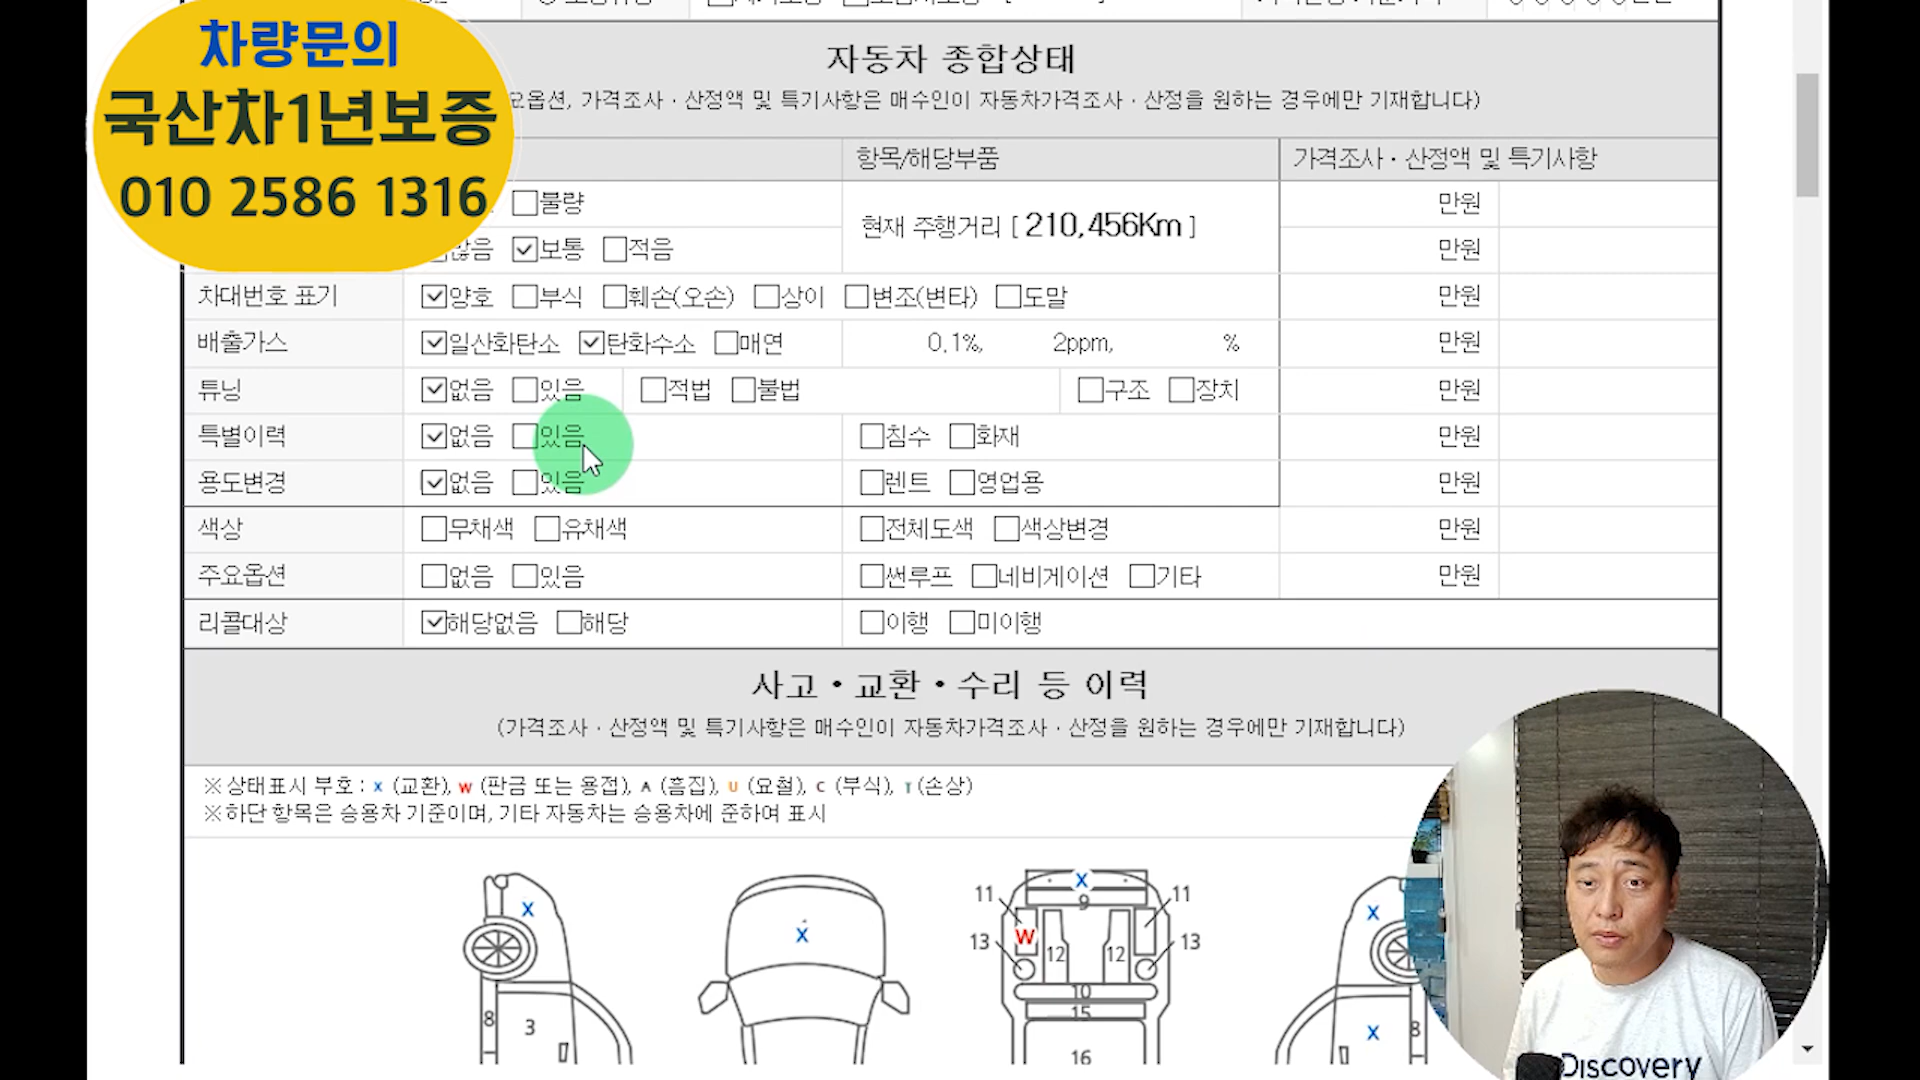 차량문의
국산차1년보증
010 2586 1316
자동차 종합상태
요옵션, 가격조사 · 산정액 및 특기사항은 매수인이 자동차가격조사 · 산정을 원하는 경우에만 기재합니다)
항목/해당부품 가격조사 · 산정액 및 특기사항
불량 현재 주행거리 [ 210,456Km ] 만원
많음 보통 적음 만원
차대번호 표기 양호 부식 훼손(오손) 상이 변조(변타) 도말 만원
배출가스 일산화탄소 탄화수소 매연 0.1%, 2ppm, % 만원
튜닝 없음 있음 적법 불법 구조 장치 만원
특별이력 없음 있음 침수 화재 만원
용도변경 없음 있음 렌트 영업용 만원
색상 무채색 유채색 전체도색 색상변경 만원
주요옵션 없음 있음 썬루프 네비게이션 기타 만원
리콜대상 해당없음 해당 이행 미이행
사고 • 교환 • 수리 등 이력
(가격조사 · 산정액 및 특기사항은 매수인이 자동차가격조사 · 산정을 원하는 경우에만 기재합니다)
※ 상태표시 부호 : X (교환), W (판금 또는 용접), A (흠집), U (요철), C (부식), T (손상)
※ 하단 항목은 승용차 기준이며, 기타 자동차는 승용차에 준하여 표시
X
11 X 11
9
X
X
13 W 12 12 13
10
8 3 15 X 8
16
Discovery